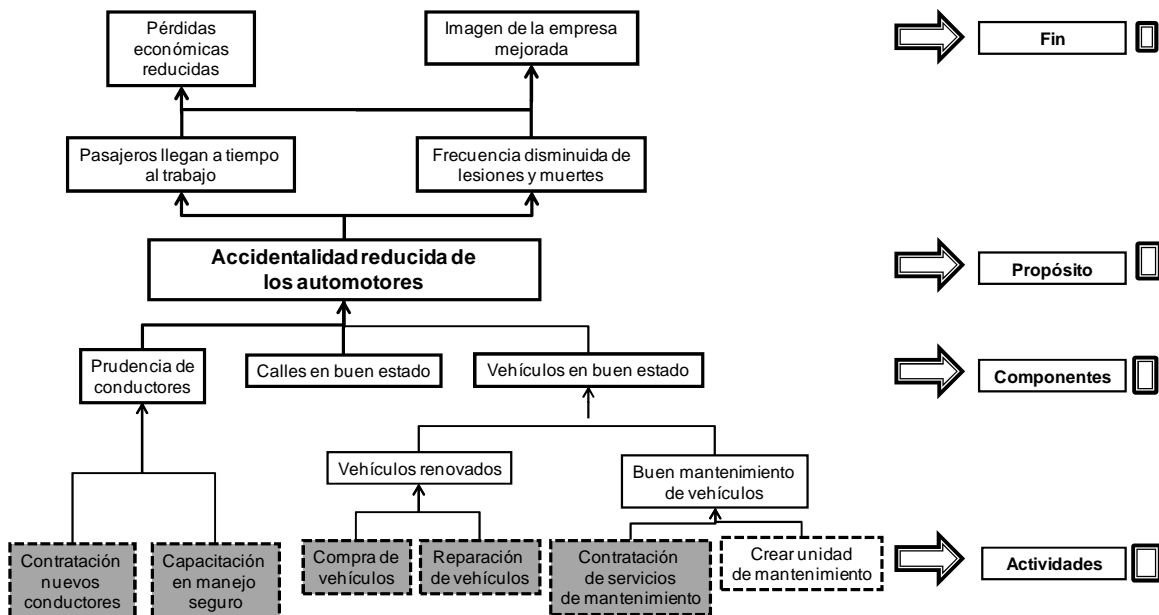 Pérdidas
económicas
reducidas
Imagen de la empresa
mejorada
Fin
Pasajeros llegan a tiempo
al trabajo
Frecuencia disminuida de
lesiones y muertes
Accidentalidad reducida de
los automotores
Propósito
Prudencia de
conductores
Calles en buen estado
Vehículos en buen estado
Componentes
Vehículos renovados
Buen mantenimiento
de vehículos
Contratación
nuevos
conductores
Capacitación
en manejo
seguro
Compra de
vehículos
Reparación
de vehículos
Contratación
de servicios
de mantenimiento
Crear unidad
de mantenimiento
Actividades